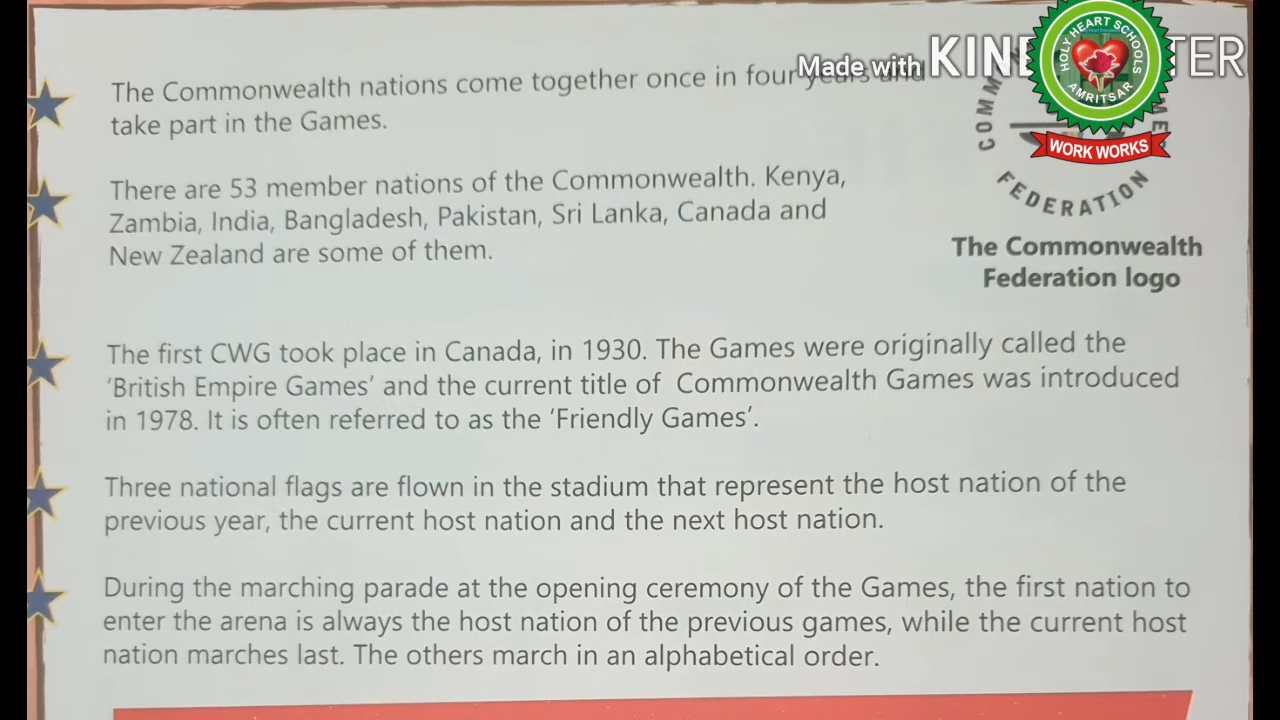 The Commonwealth nations come together once in four years and
take part in the Games.
There are 53 member nations of the Commonwealth. Kenya,
Zambia, India, Bangladesh, Pakistan, Sri Lanka, Canada and
New Zealand are some of them.
The first CWG took place in Canada, in 1930. The Games were originally called the
‘British Empire Games’ and the current title of Commonwealth Games was introduced
in 1978. It is often referred to as the ‘Friendly Games’.
Three national flags are flown in the stadium that represent the host nation of the
previous year, the current host nation and the next host nation.
During the marching parade at the opening ceremony of the Games, the first nation to
enter the arena is always the host nation of the previous games, while the current host
nation marches last. The others march in an alphabetical order.
Made with
HOLY HEART SCHOOLS
AMRITSAR
WORK WORKS
FEDERATION
The Commonwealth
Federation logo